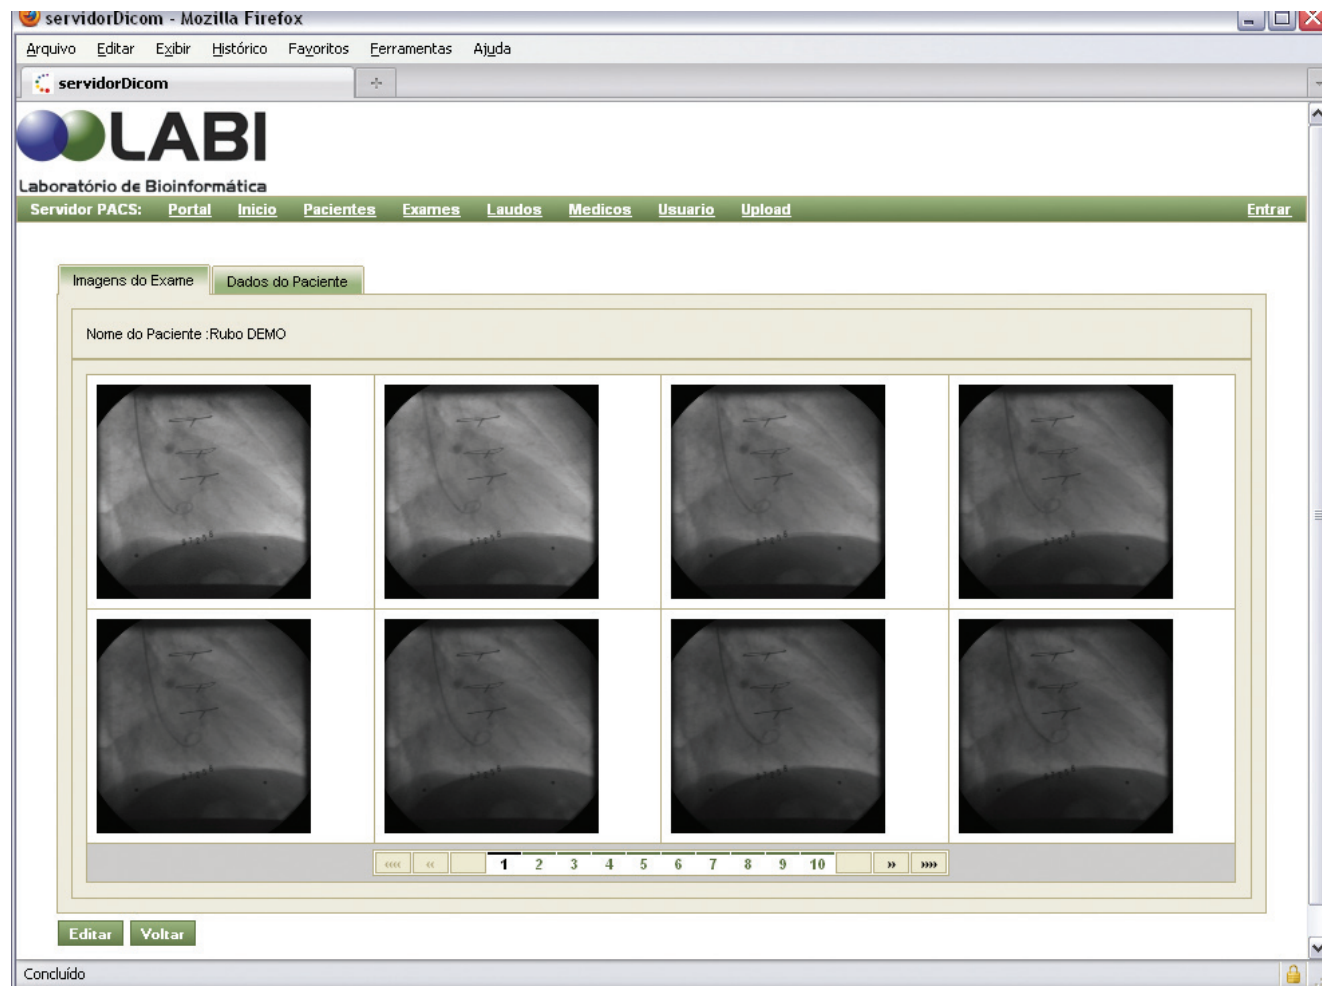 servidorDicom - Mozilla Firefox
Arquivo Editar Exibir Histórico Favoritos Ferramentas Ajuda
servidorDicom
LABI
Laboratório de Bioinformática
Servidor PACS: Portal Inicio Pacientes Exames Laudos Medicos Usuario Upload Entrar
Imagens do Exame Dados do Paciente
Nome do Paciente :Rubo DEMO
«« « 1 2 3 4 5 6 7 8 9 10 » »»
Editar Voltar
Concluído